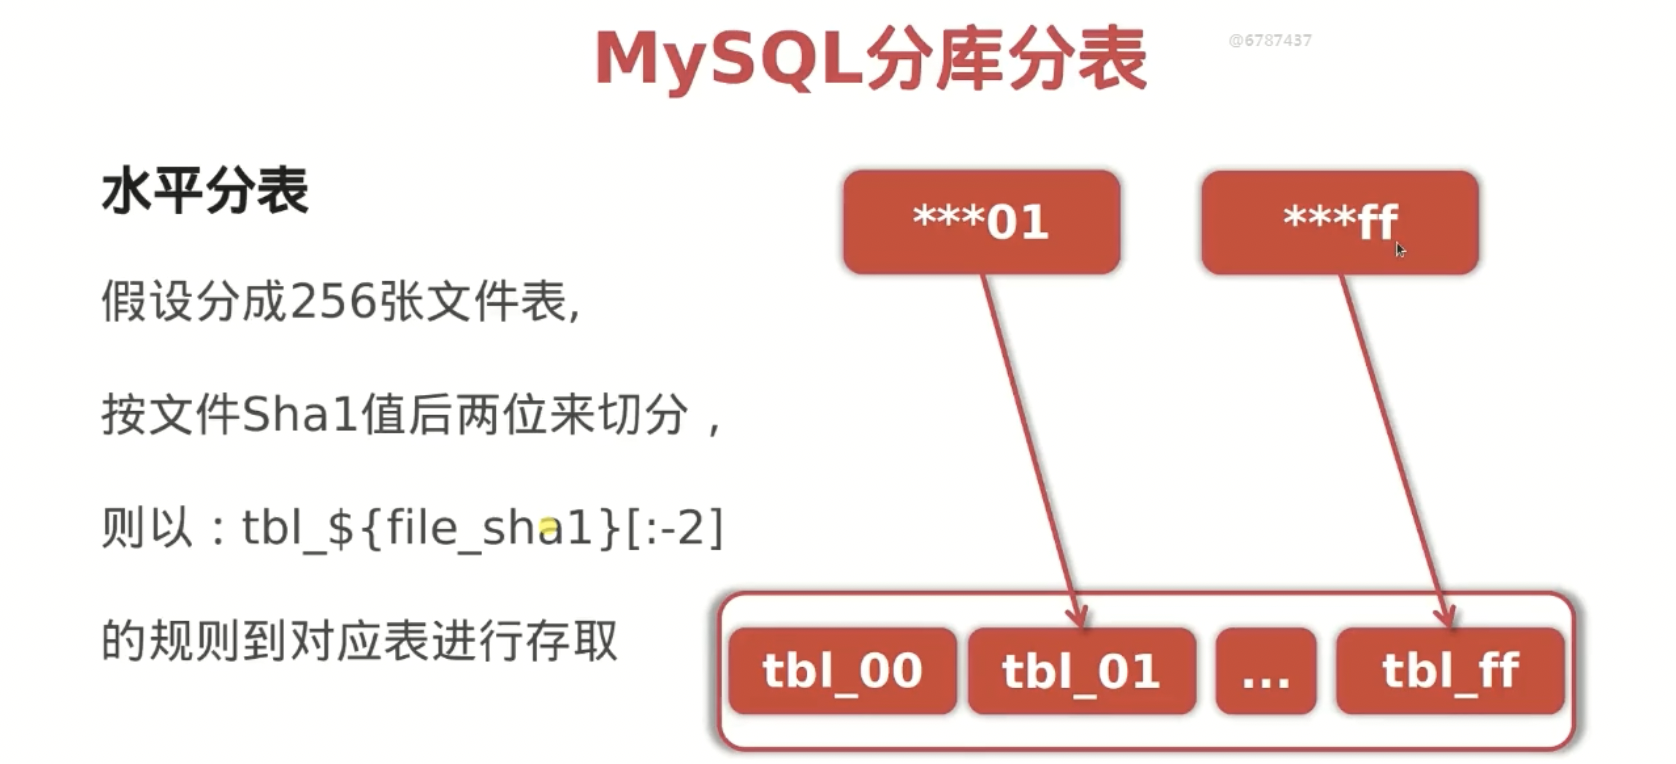 MySQL分库分表
@6787437
水平分表
假设分成256张文件表,
按文件Sha1值后两位来切分，
则以：tbl_${file_sha1}[:-2]
的规则到对应表进行存取
***01
***ff
tbl_00
tbl_01
...
tbl_ff